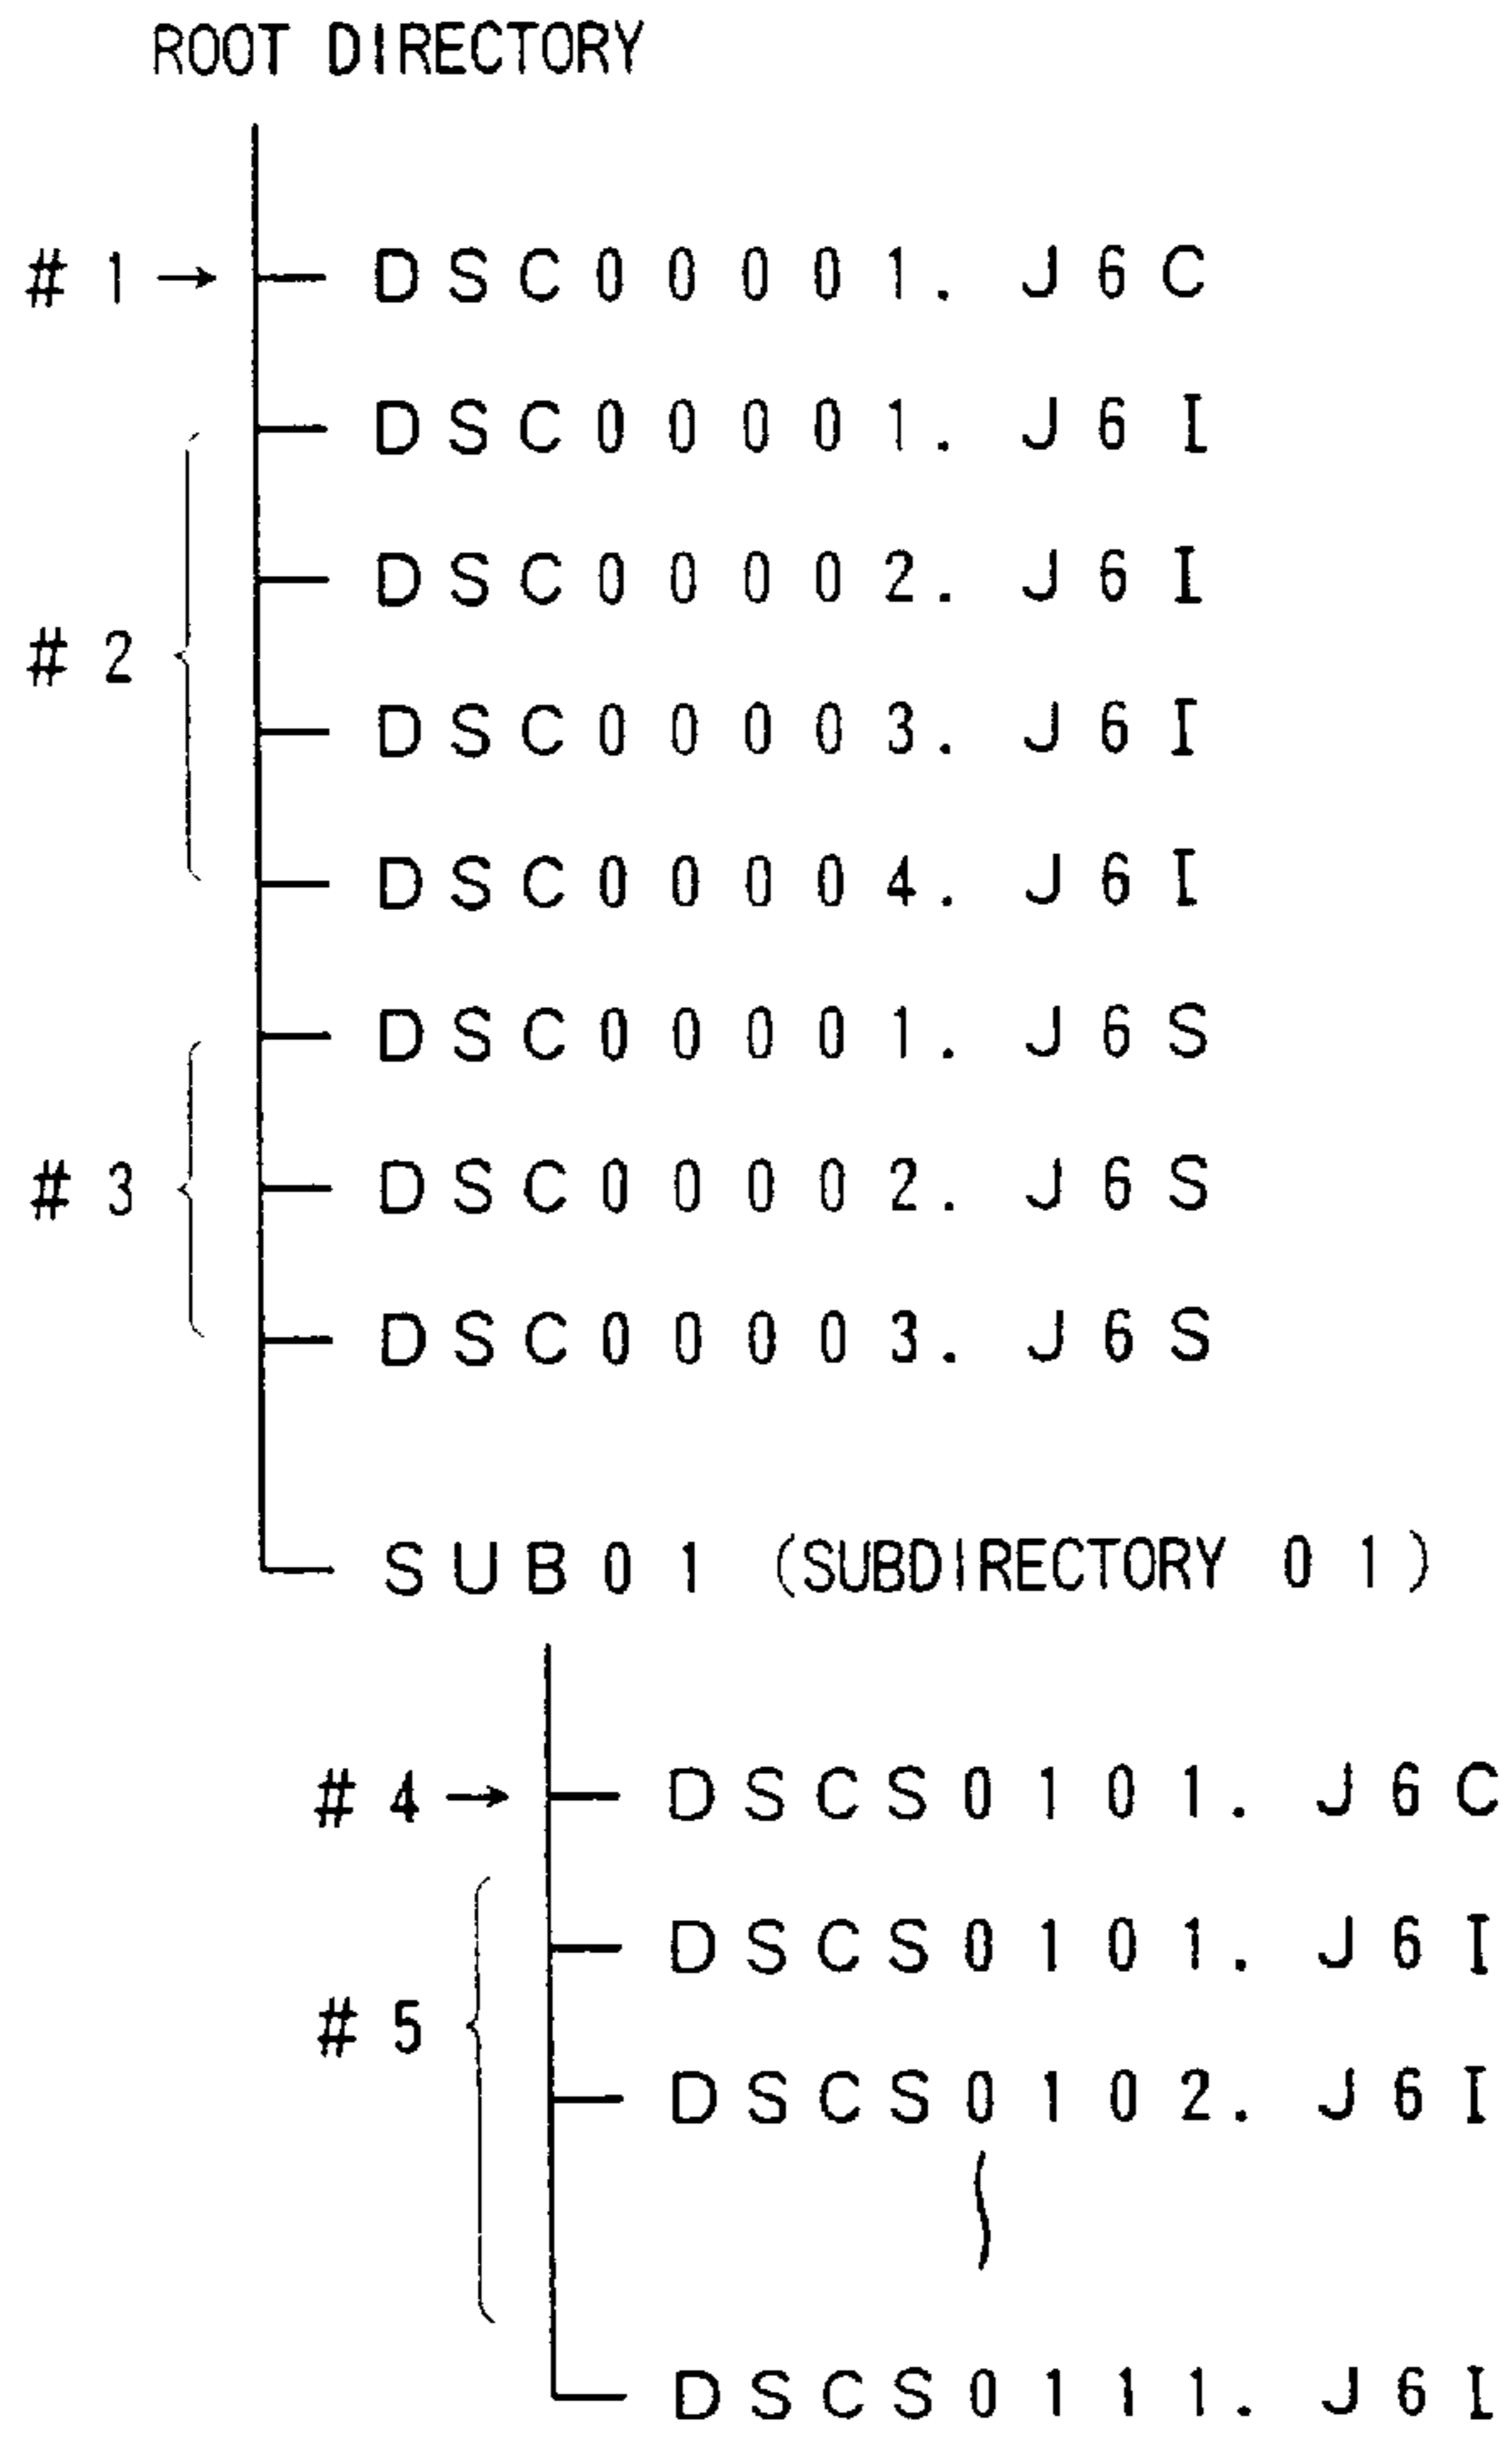 ROOT DIRECTORY
#1→ DSC00001. J6C
DSC00001. J6I
DSC00002. J6I
#2
DSC00003. J6I
DSC00004. J6I
DSC00001. J6S
#3 DSC00002. J6S
DSC00003. J6S
SUB01 (SUBDIRECTORY 01)
#4→ DSCS0101. J6C
DSCS0101. J6I
#5
DSCS0102. J6I
DSCS0111. J6I